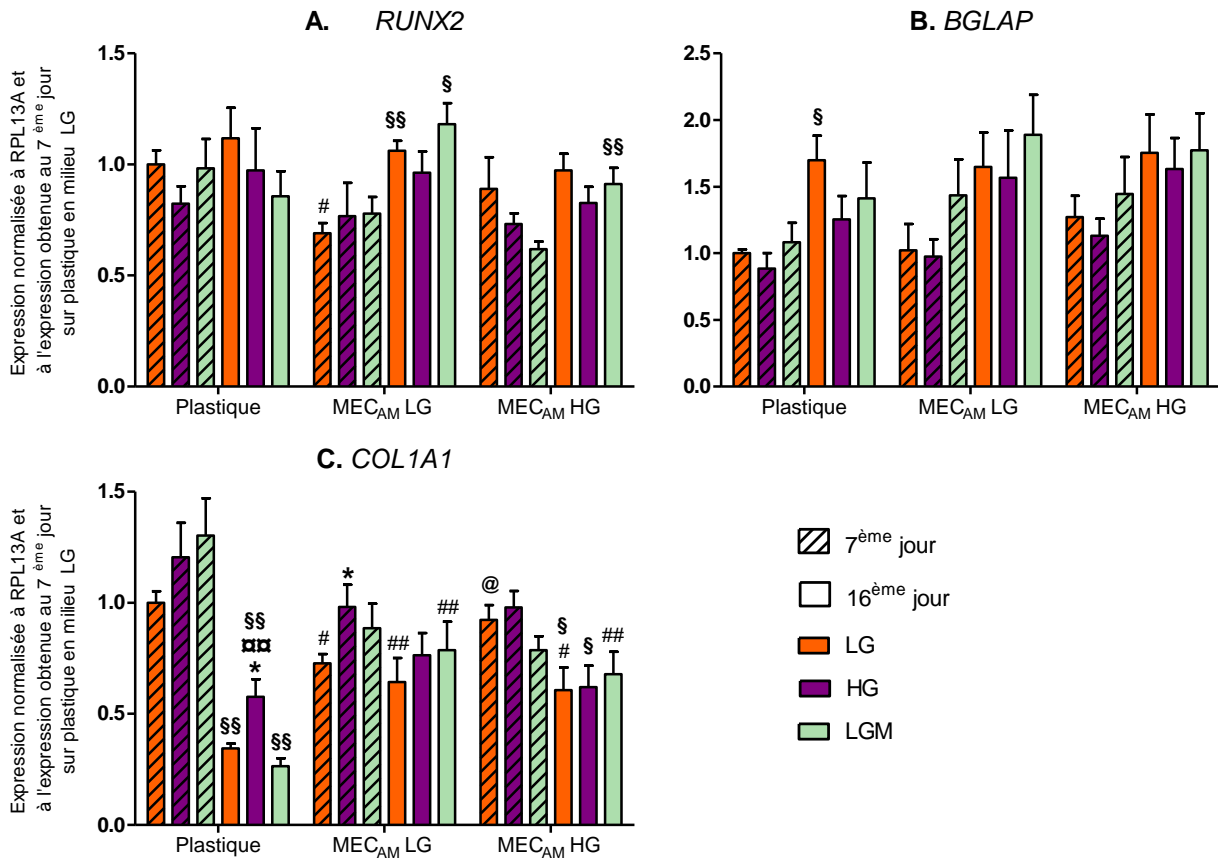 A. RUNX2
Expression normalisée à RPL13A et
à l'expression obtenue au 7 ème jour
sur plastique en milieu LG
1.5
1.0
0.5
0.0
#
§§
§
§§
Plastique
MECAM LG
MECAM HG
B. BGLAP
2.5
2.0
1.5
1.0
0.5
0.0
§
Plastique
MECAM LG
MECAM HG
C. COL1A1
Expression normalisée à RPL13A et
à l'expression obtenue au 7 ème jour
sur plastique en milieu LG
1.5
1.0
0.5
0.0
§§
§§
¤¤
*
§§
#
*
##
##
@
§
#
§
##
Plastique
MECAM LG
MECAM HG
7ème jour
16ème jour
LG
HG
LGM